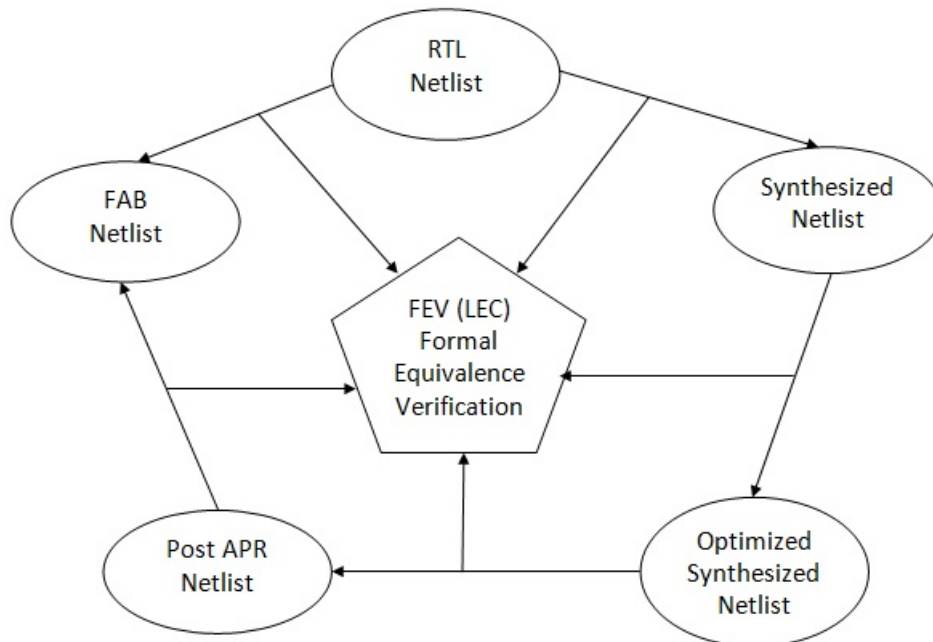 RTL
Netlist
FAB
Netlist
Synthesized
Netlist
FEV (LEC)
Formal
Equivalence
Verification
Post APR
Netlist
Optimized
Synthesized
Netlist